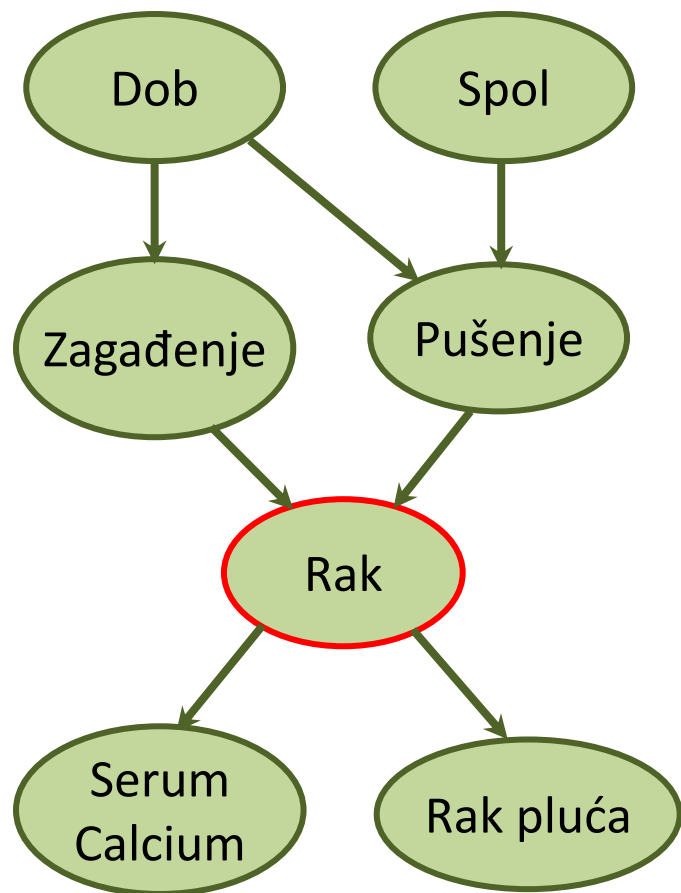 Dob
Spol
Zagađenje
Pušenje
Rak
Serum
Calcium
Rak pluća